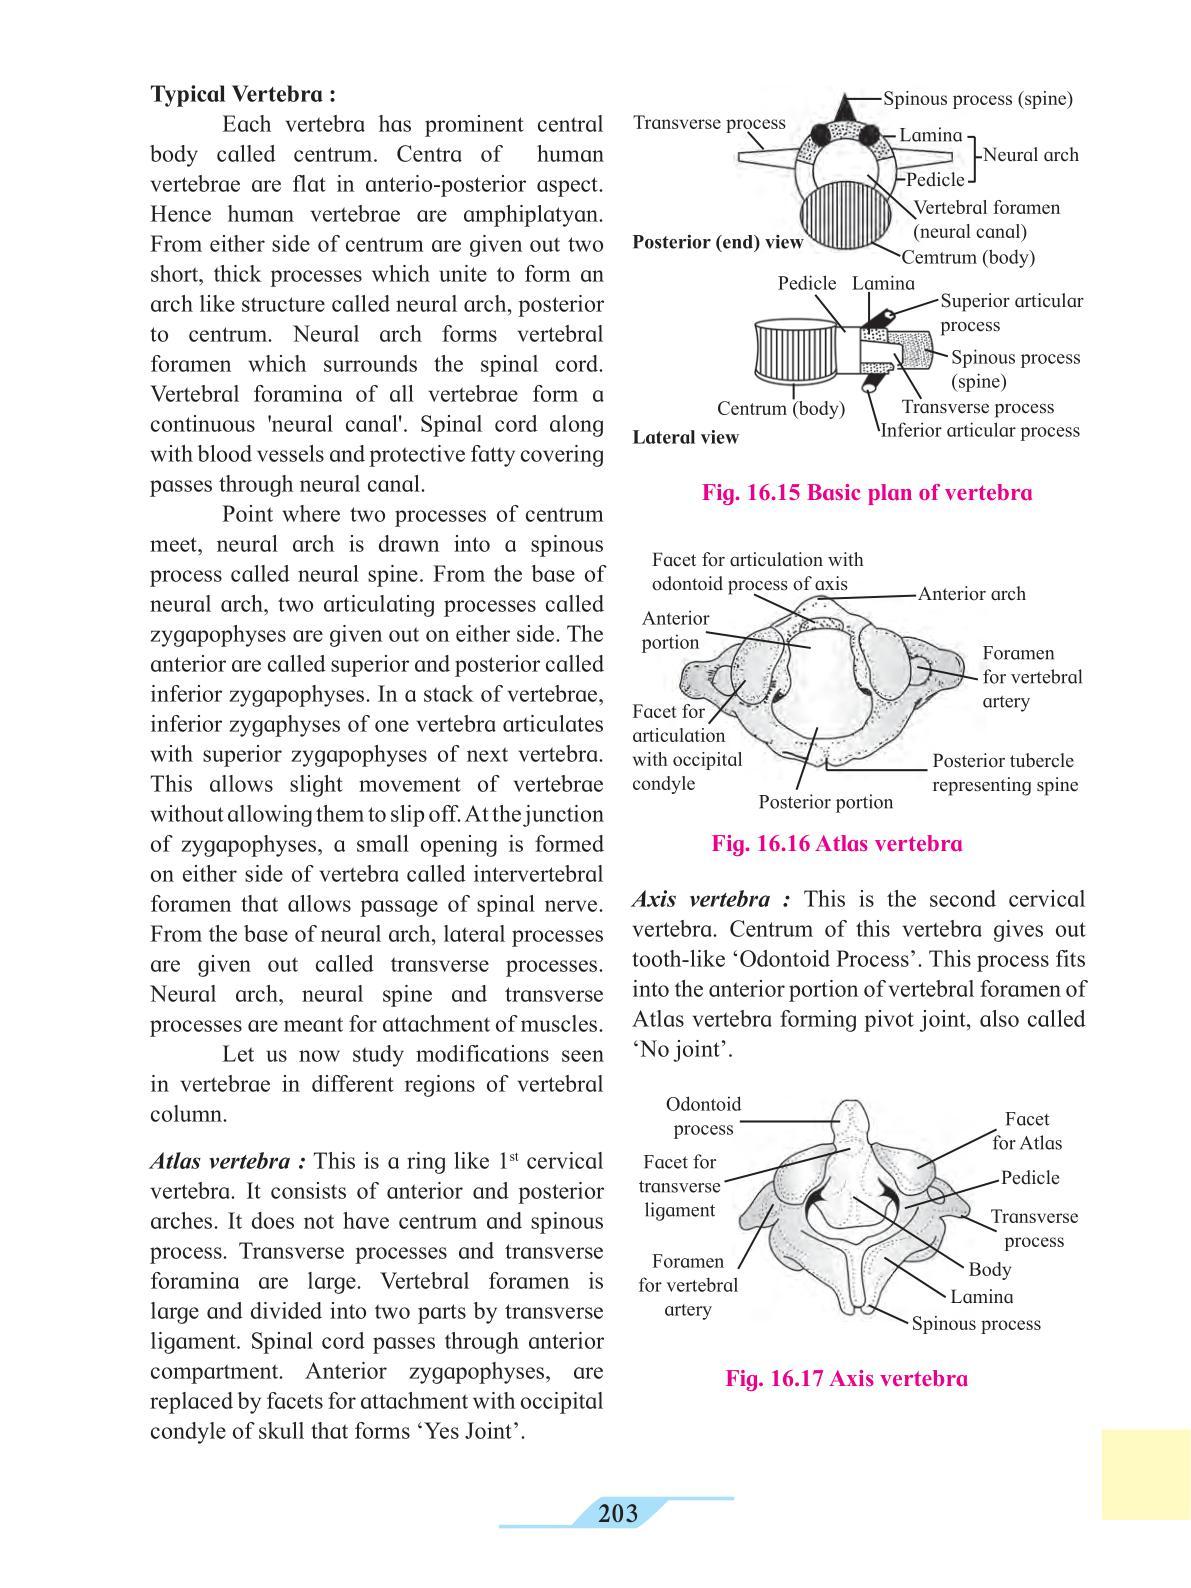 Typical Vertebra :
Each vertebra has prominent central
body called centrum. Centra of human
vertebrae are flat in anterio-posterior aspect.
Hence human vertebrae are amphiplatyan.
From either side of centrum are given out two
short, thick processes which unite to form an
arch like structure called neural arch, posterior
to centrum. Neural arch forms vertebral
foramen which surrounds the spinal cord.
Vertebral foramina of all vertebrae form a
continuous 'neural canal'. Spinal cord along
with blood vessels and protective fatty covering
passes through neural canal.
Point where two processes of centrum
meet, neural arch is drawn into a spinous
process called neural spine. From the base of
neural arch, two articulating processes called
zygapophyses are given out on either side. The
anterior are called superior and posterior called
inferior zygapophyses. In a stack of vertebrae,
inferior zygaphyses of one vertebra articulates
with superior zygapophyses of next vertebra.
This allows slight movement of vertebrae
without allowing them to slip off. At the junction
of zygapophyses, a small opening is formed
on either side of vertebra called intervertebral
foramen that allows passage of spinal nerve.
From the base of neural arch, lateral processes
are given out called transverse processes.
Neural arch, neural spine and transverse
processes are meant for attachment of muscles.
Let us now study modifications seen
in vertebrae in different regions of vertebral
column.
Atlas vertebra : This is a ring like 1st cervical
vertebra. It consists of anterior and posterior
arches. It does not have centrum and spinous
process. Transverse processes and transverse
foramina are large. Vertebral foramen is
large and divided into two parts by transverse
ligament. Spinal cord passes through anterior
compartment. Anterior zygapophyses, are
replaced by facets for attachment with occipital
condyle of skull that forms ‘Yes Joint’.
Spinous process (spine)
Transverse process
Lamina
Neural arch
Pedicle
Vertebral foramen
(neural canal)
Posterior (end) view
Cemtrum (body)
Pedicle Lamina
Superior articular
process
Spinous process
(spine)
Centrum (body)
Transverse process
Lateral view
Inferior articular process
Fig. 16.15 Basic plan of vertebra
Facet for articulation with
odontoid process of axis
Anterior arch
Anterior
portion
Foramen
for vertebral
artery
Facet for
articulation
with occipital
condyle
Posterior tubercle
representing spine
Posterior portion
Fig. 16.16 Atlas vertebra
Axis vertebra : This is the second cervical
vertebra. Centrum of this vertebra gives out
tooth-like ‘Odontoid Process’. This process fits
into the anterior portion of vertebral foramen of
Atlas vertebra forming pivot joint, also called
‘No joint’.
Odontoid
process
Facet
for Atlas
Facet for
transverse
ligament
Pedicle
Transverse
process
Foramen
for vertebral
artery
Body
Lamina
Spinous process
Fig. 16.17 Axis vertebra
203